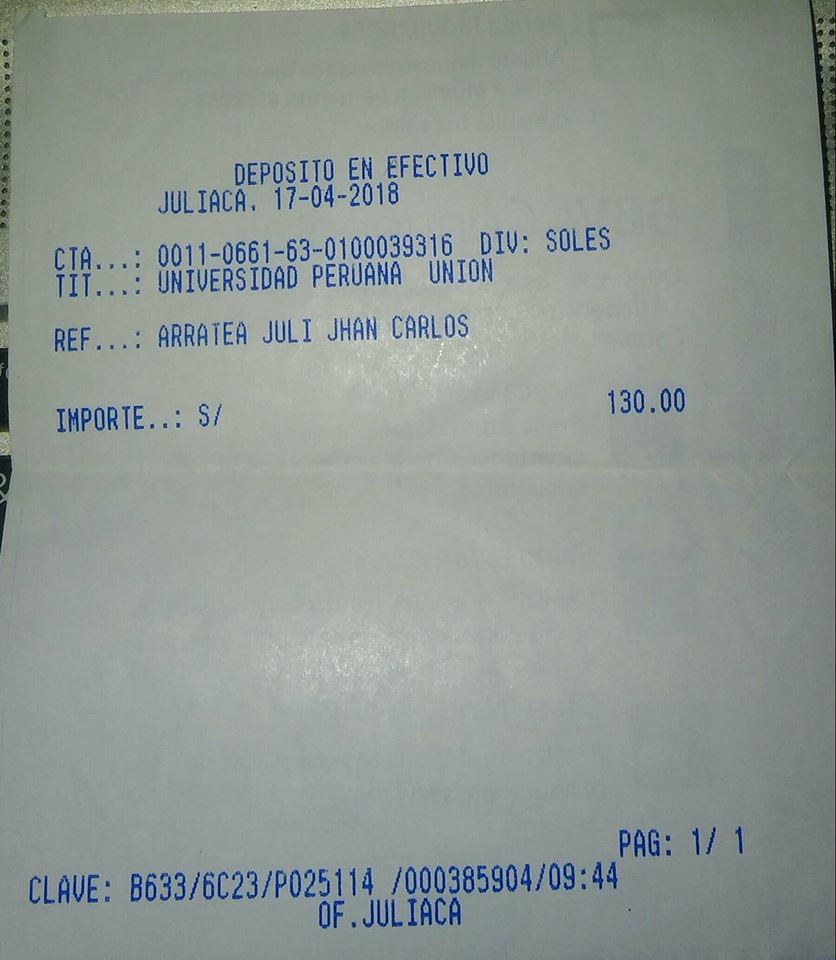 DEPOSITO EN EFECTIVO
JULIACA. 17-04-2018
CTA...: 0011-0661-63-0100039316 DIV: SOLES
TIT...: UNIVERSIDAD PERUANA UNION
REF...: ARRATEA JULI JHAN CARLOS
IMPORTE..: S/ 130.00
PAG: 1/ 1
CLAVE: B633/6C23/P025114 /000385904/09:44
OF.JULIACA